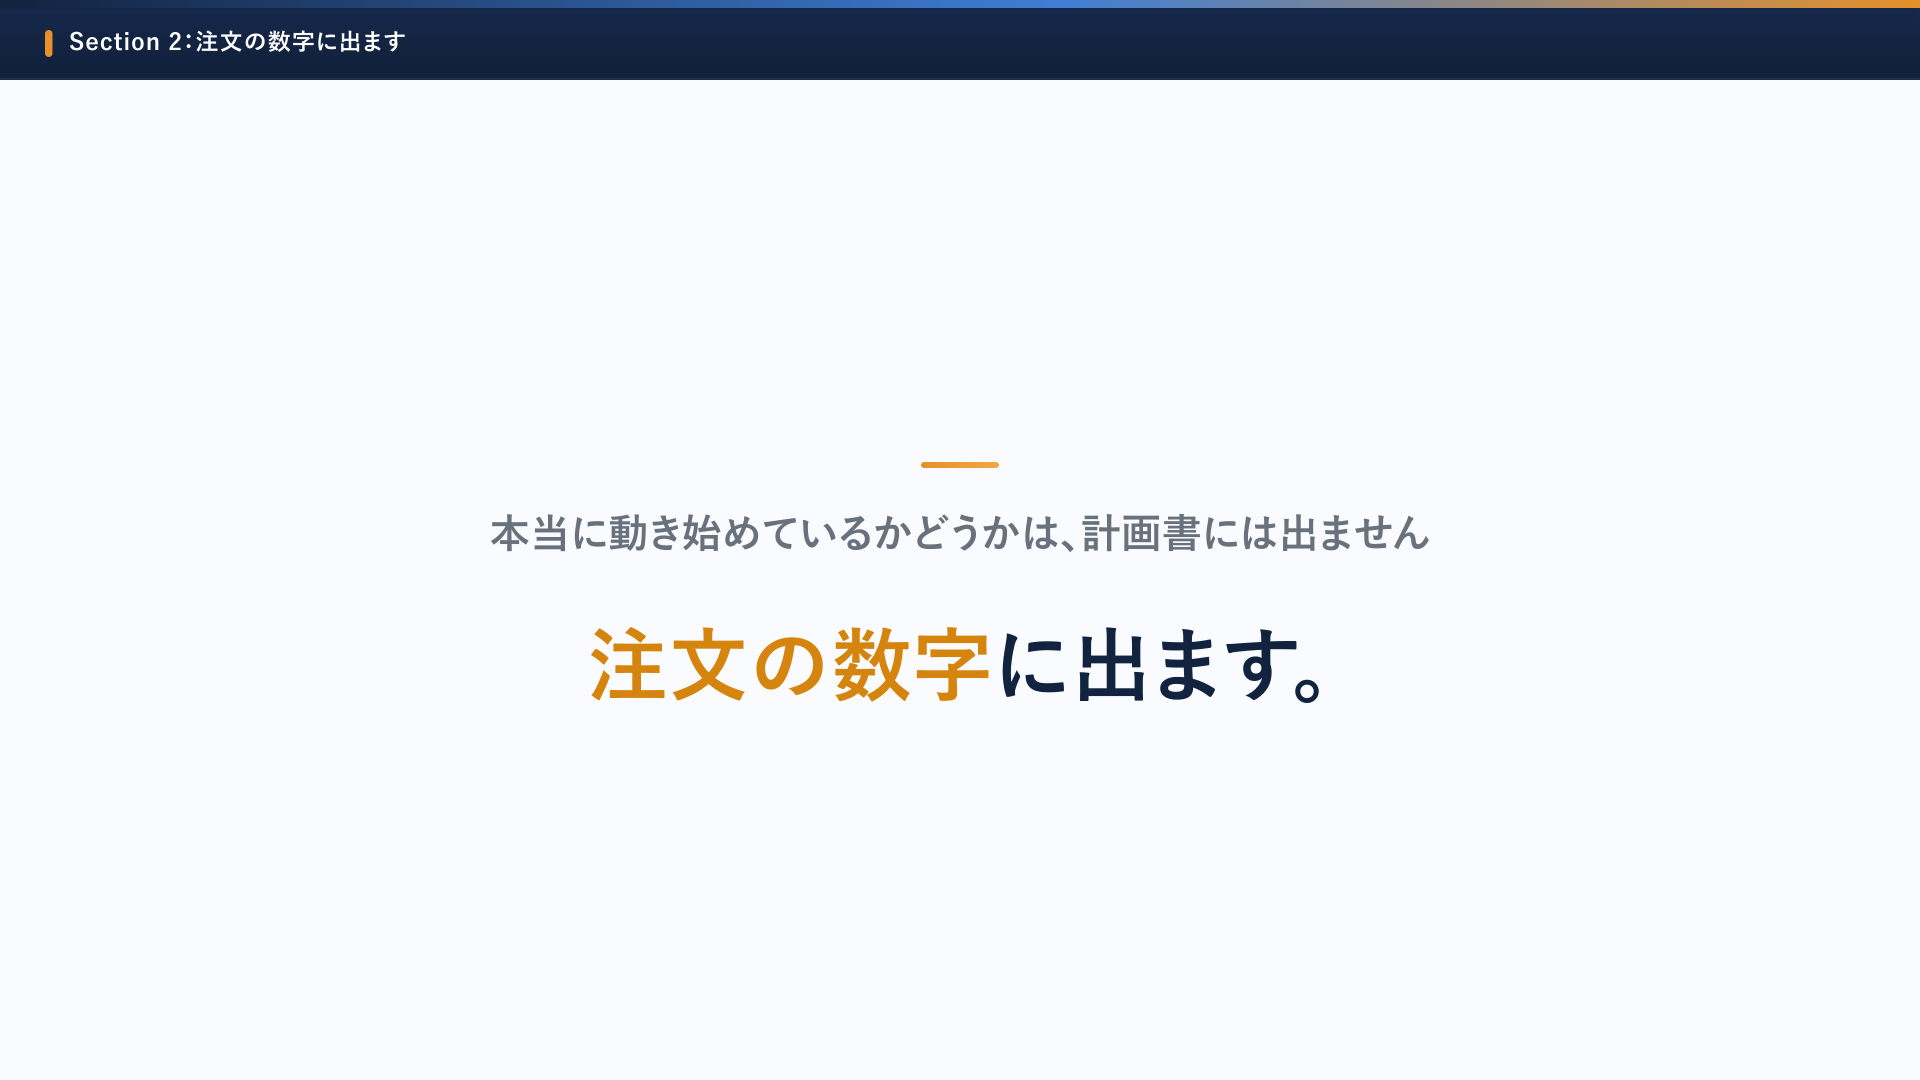 Section 2：注文の数字に出ます
本当に動き始めているかどうかは、計画書には出ません
注文の数字に出ます。